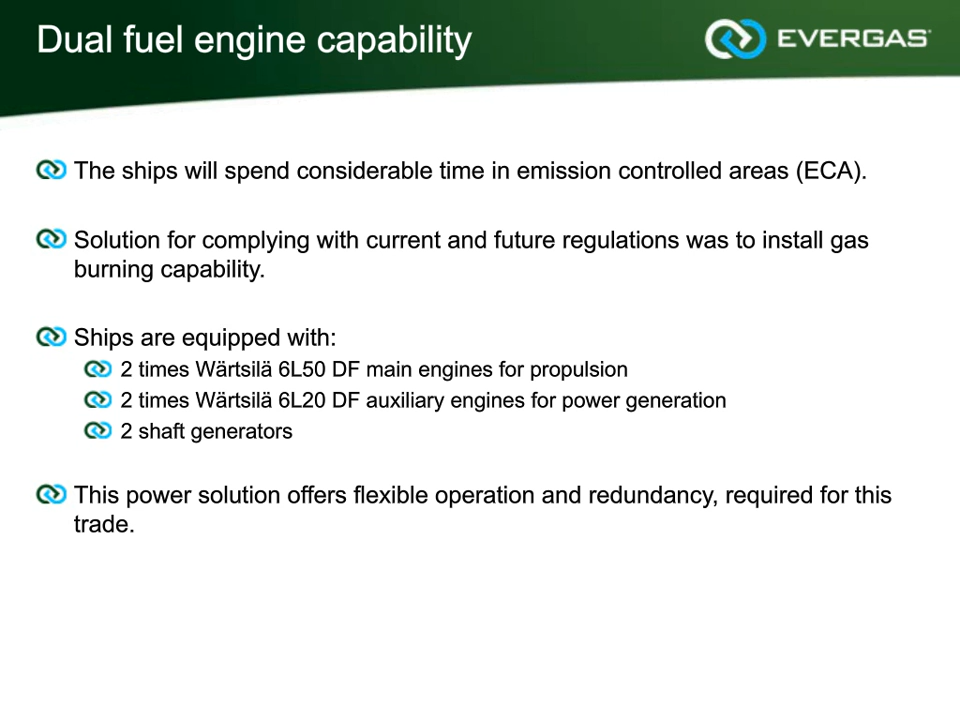 Dual fuel engine capability
EVERGAS
The ships will spend considerable time in emission controlled areas (ECA).
Solution for complying with current and future regulations was to install gas
burning capability.
Ships are equipped with:
2 times Wärtsilä 6L50 DF main engines for propulsion
2 times Wärtsilä 6L20 DF auxiliary engines for power generation
2 shaft generators
This power solution offers flexible operation and redundancy, required for this
trade.